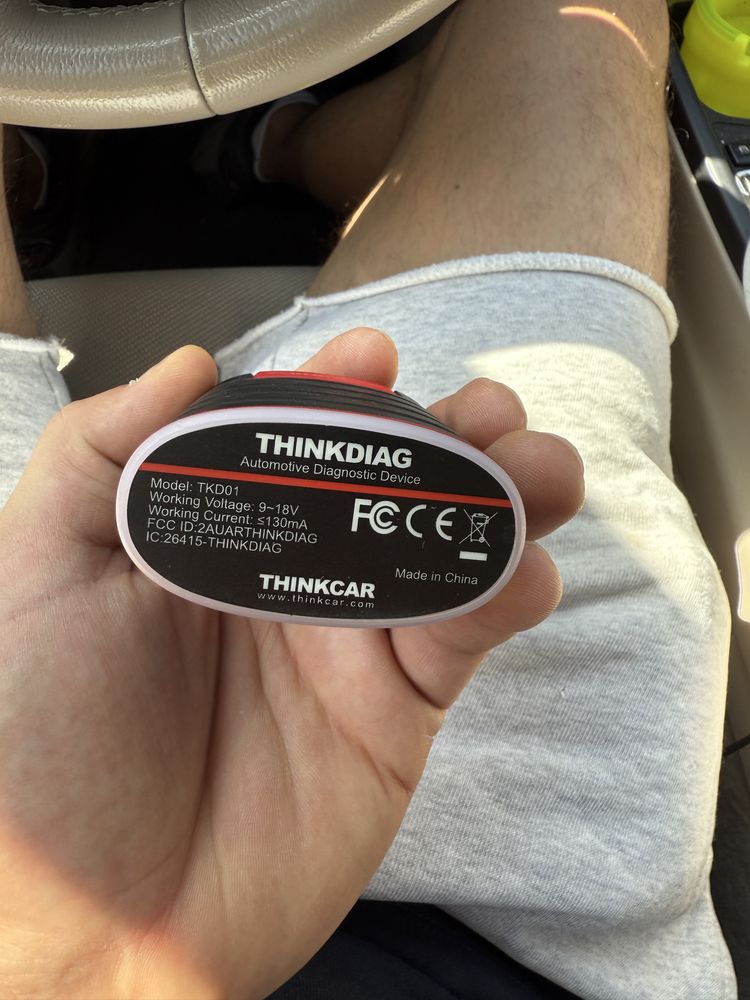 THINKDIAG
Automotive Diagnostic Device
Model: TKD01
Working Voltage: 9~18V
Working Current: ≤130mA
FCC ID:2AUARTHINKDIAG
IC:26415-THINKDIAG
FC CE
THINKCAR
www.thinkcar.com
Made in China